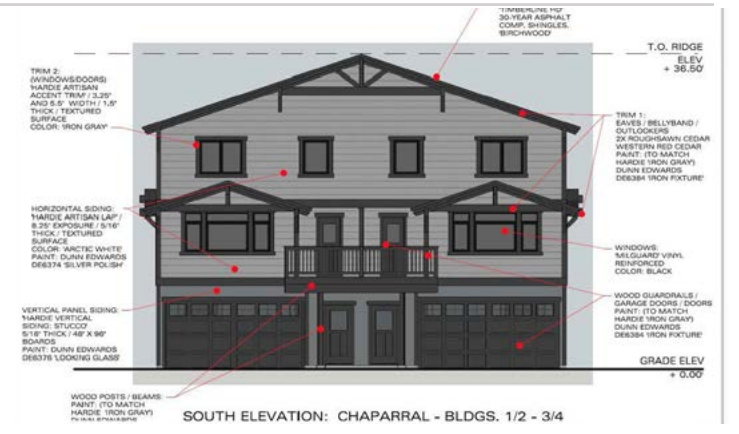 'TIMBERLINE HD'
30-YEAR ASPHALT
COMP. SHINGLES,
'BIRCHWOOD'
T.O. RIDGE
ELEV
+ 36.50'
TRIM 2:
(WINDOWS/DOORS)
'HARDIE ARTISAN
ACCENT TRIM' / 3.25"
AND 5.5" WIDTH / 1.5"
THICK / TEXTURED
SURFACE
COLOR: 'IRON GRAY'
TRIM 1:
EAVES / BELLYBAND /
OUTLOOKERS
2X ROUGHSAWN CEDAR
WESTERN RED CEDAR
PAINT: (TO MATCH
HARDIE 'IRON GRAY')
DUNN EDWARDS
DE6384 'IRON FIXTURE'
HORIZONTAL SIDING:
'HARDIE ARTISAN LAP' /
8.25' EXPOSURE / 5/16"
THICK / TEXTURED
SURFACE
COLOR: 'ARCTIC WHITE'
PAINT: DUNN EDWARDS
DE6374 'SILVER POLISH'
WINDOWS:
'MILGUARD' VINYL
REINFORCED
COLOR: BLACK
VERTICAL PANEL SIDING:
'HARDIE VERTICAL
SIDING: STUCCO'
5/16" THICK / 48" X 96"
BOARDS
PAINT: DUNN EDWARDS
DE6376 'LOOKING GLASS'
WOOD GUARDRAILS /
GARAGE DOORS / DOORS
PAINT: (TO MATCH
HARDIE 'IRON GRAY')
DUNN EDWARDS
DE6384 'IRON FIXTURE'
GRADE ELEV
+ 0.00'
WOOD POSTS / BEAMS:
PAINT: (TO MATCH
HARDIE 'IRON GRAY')
DUNN EDWARDS
SOUTH ELEVATION: CHAPARRAL - BLDGS. 1/2 - 3/4